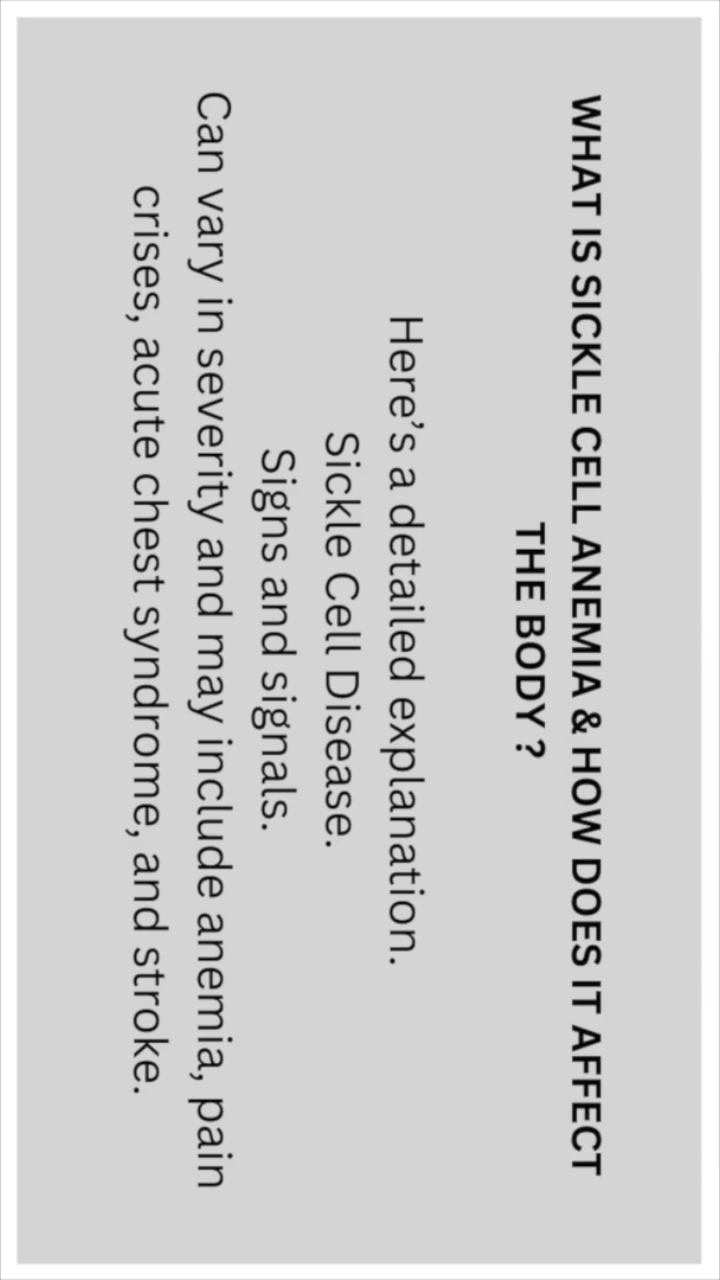 WHAT IS SICKLE CELL ANEMIA & HOW DOES IT AFFECT
THE BODY ?
Here’s a detailed explanation.
Sickle Cell Disease.
Signs and signals.
Can vary in severity and may include anemia, pain
crises, acute chest syndrome, and stroke.